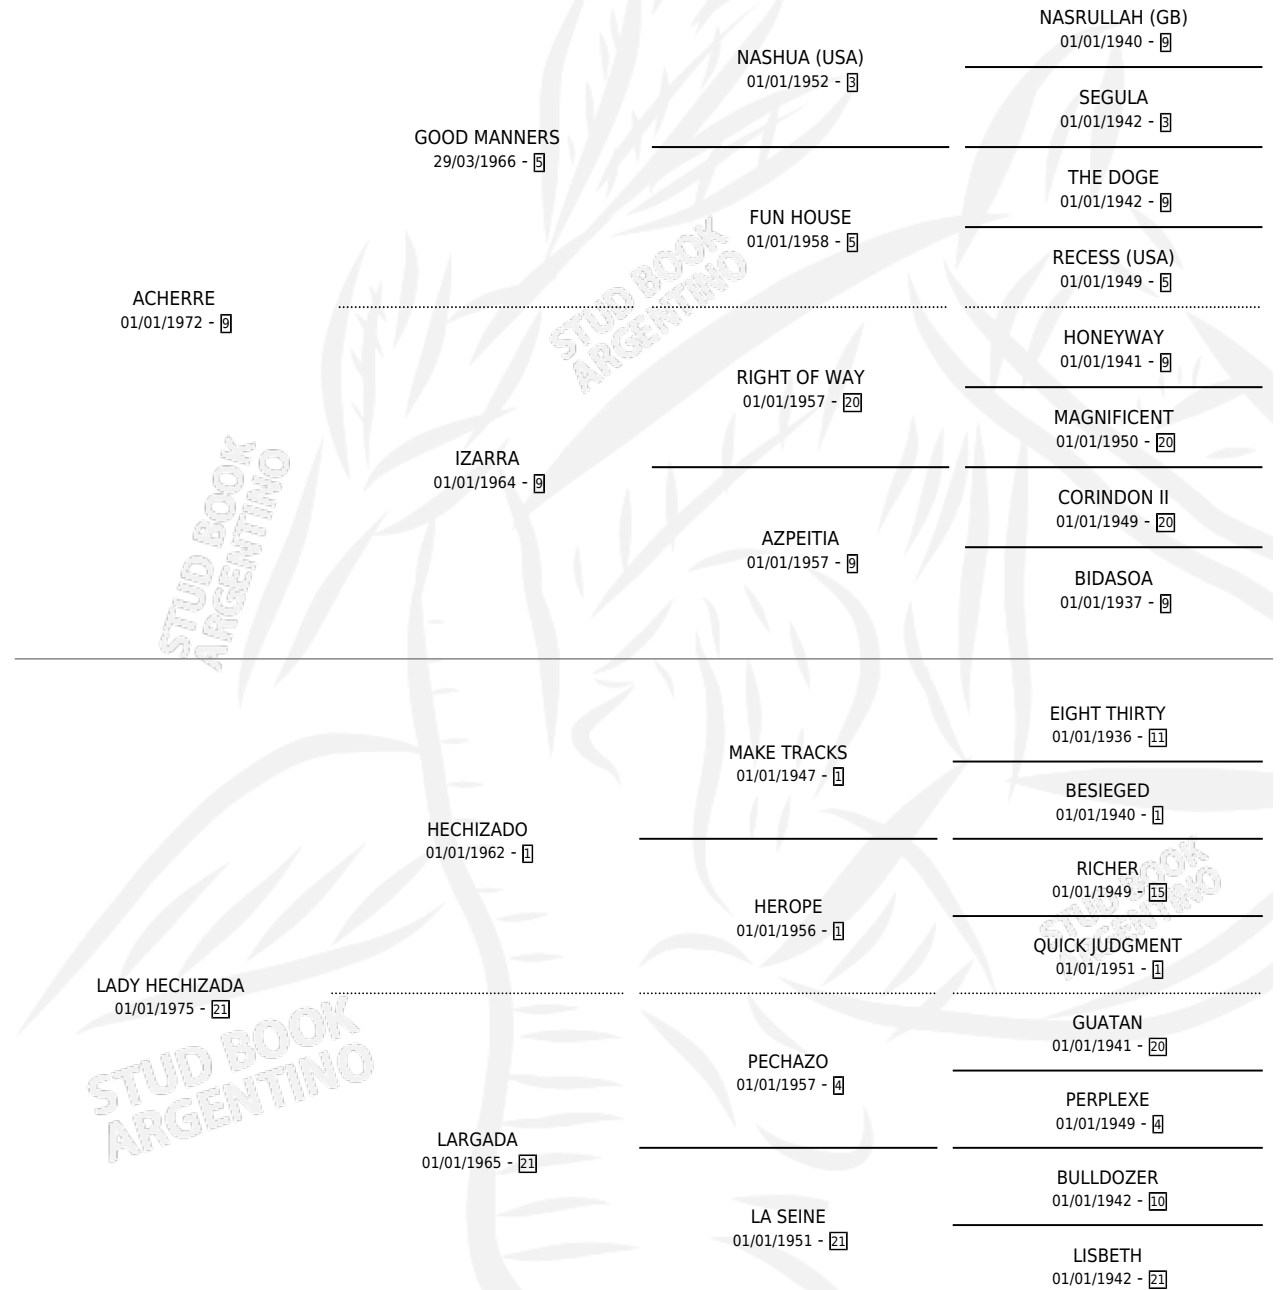 NASRULLAH (GB)
01/01/1940 - 9
NASHUA (USA)
01/01/1952 - 3
SEGULA
01/01/1942 - 3
GOOD MANNERS
29/03/1966 - 5
THE DOGE
01/01/1942 - 9
FUN HOUSE
01/01/1958 - 5
RECESS (USA)
01/01/1949 - 5
ACHERRE
01/01/1972 - 9
HONEYWAY
01/01/1941 - 9
RIGHT OF WAY
01/01/1957 - 20
MAGNIFICENT
01/01/1950 - 20
IZARRA
01/01/1964 - 9
CORINDON II
01/01/1949 - 20
AZPEITIA
01/01/1957 - 9
BIDASOA
01/01/1937 - 9
STUD BOOK
ARGENTINO
STUD BOOK
ARGENTINO
EIGHT THIRTY
01/01/1936 - 11
MAKE TRACKS
01/01/1947 - 1
BESIEGED
01/01/1940 - 1
HECHIZADO
01/01/1962 - 1
RICHER
01/01/1949 - 15
HEROPE
01/01/1956 - 1
QUICK JUDGMENT
01/01/1951 - 1
LADY HECHIZADA
01/01/1975 - 21
GUATAN
01/01/1941 - 20
PECHAZO
01/01/1957 - 4
PERPLEXE
01/01/1949 - 4
LARGADA
01/01/1965 - 21
BULLDOZER
01/01/1942 - 10
LA SEINE
01/01/1951 - 21
LISBETH
01/01/1942 - 21
STUD BOOK
ARGENTINO
STUD BOOK
ARGENTINO